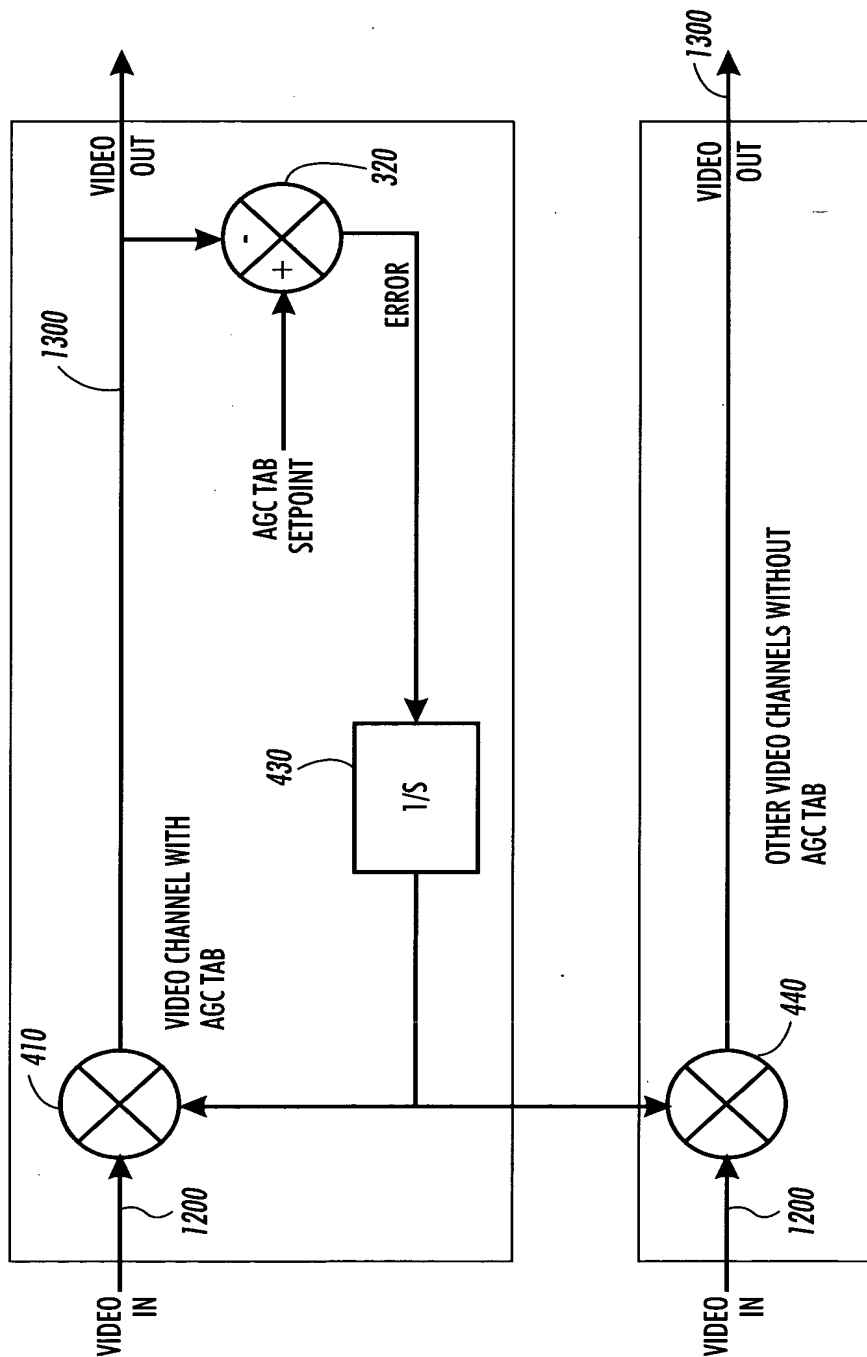 VIDEO
IN
1200
410
VIDEO CHANNEL WITH
AGC TAB
430
1/S
1300
AGC TAB
SETPOINT
+
-
320
ERROR
VIDEO
OUT
VIDEO
IN
1200
440
OTHER VIDEO CHANNELS WITHOUT
AGC TAB
VIDEO
OUT
1300